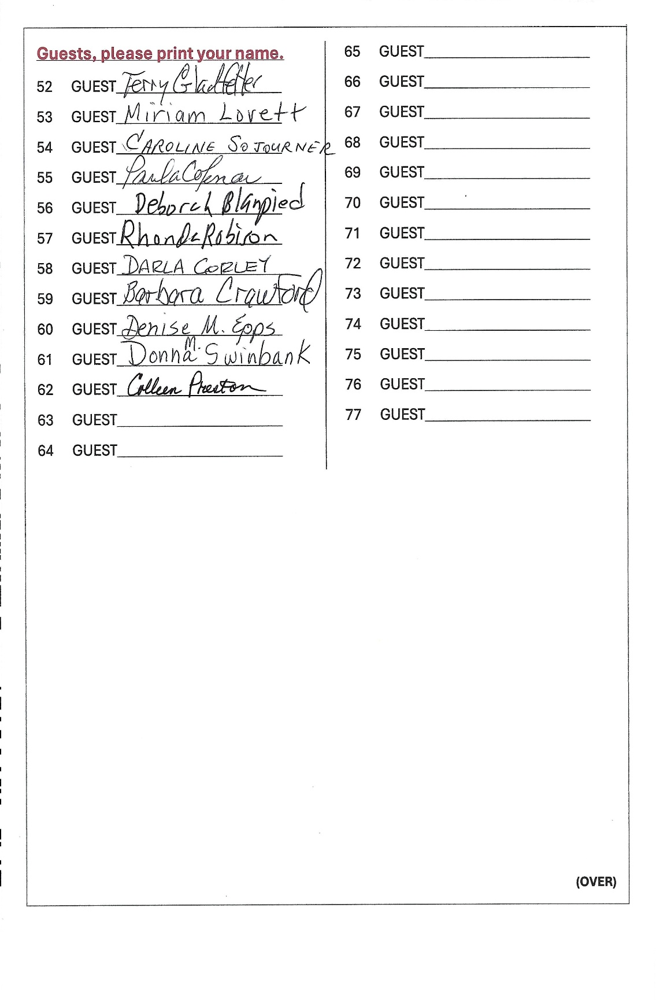 Guests, please print your name.
52 GUEST Terry Gladfelter
53 GUEST Miriam Lovett
54 GUEST CAROLINE SOJOURNER
55 GUEST Paula
56 GUEST Deborah Blanpied
57 GUEST Rhonda Robison
58 GUEST DARLA CORLEY
59 GUEST Barbara Crawford
60 GUEST Denise M. Epps
61 GUEST Donna M. Swinbank
62 GUEST Colleen Preston
63 GUEST
64 GUEST
65 GUEST
66 GUEST
67 GUEST
68 GUEST
69 GUEST
70 GUEST
71 GUEST
72 GUEST
73 GUEST
74 GUEST
75 GUEST
76 GUEST
77 GUEST
(OVER)